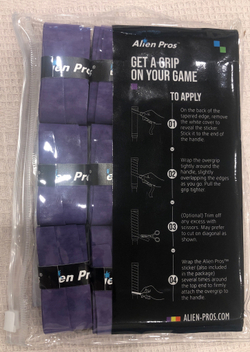 Alien Pros®
GET A GRIP
ON YOUR GAME
TO APPLY
01
On the back of the
tapered edge, remove
the white cover to
reveal the sticker.
Stick it to the end
of the handle.
02
Wrap the overgrip
tightly around the
handle, slightly
overlapping the edges
as you go. Pull the
grip tighter.
03
(Optional) Trim off
any excess with
scissors. May prefer
to cut on diagonal as
shown.
04
Wrap the Alien Pros™
sticker (also included
in the package)
several times around
the top end to firmly
attach the overgrip to
the handle.
ALIEN-PROS.COM
Alien Pros®
Alien Pr
Alien Pros
Alien P
Alien Pros
Alien P